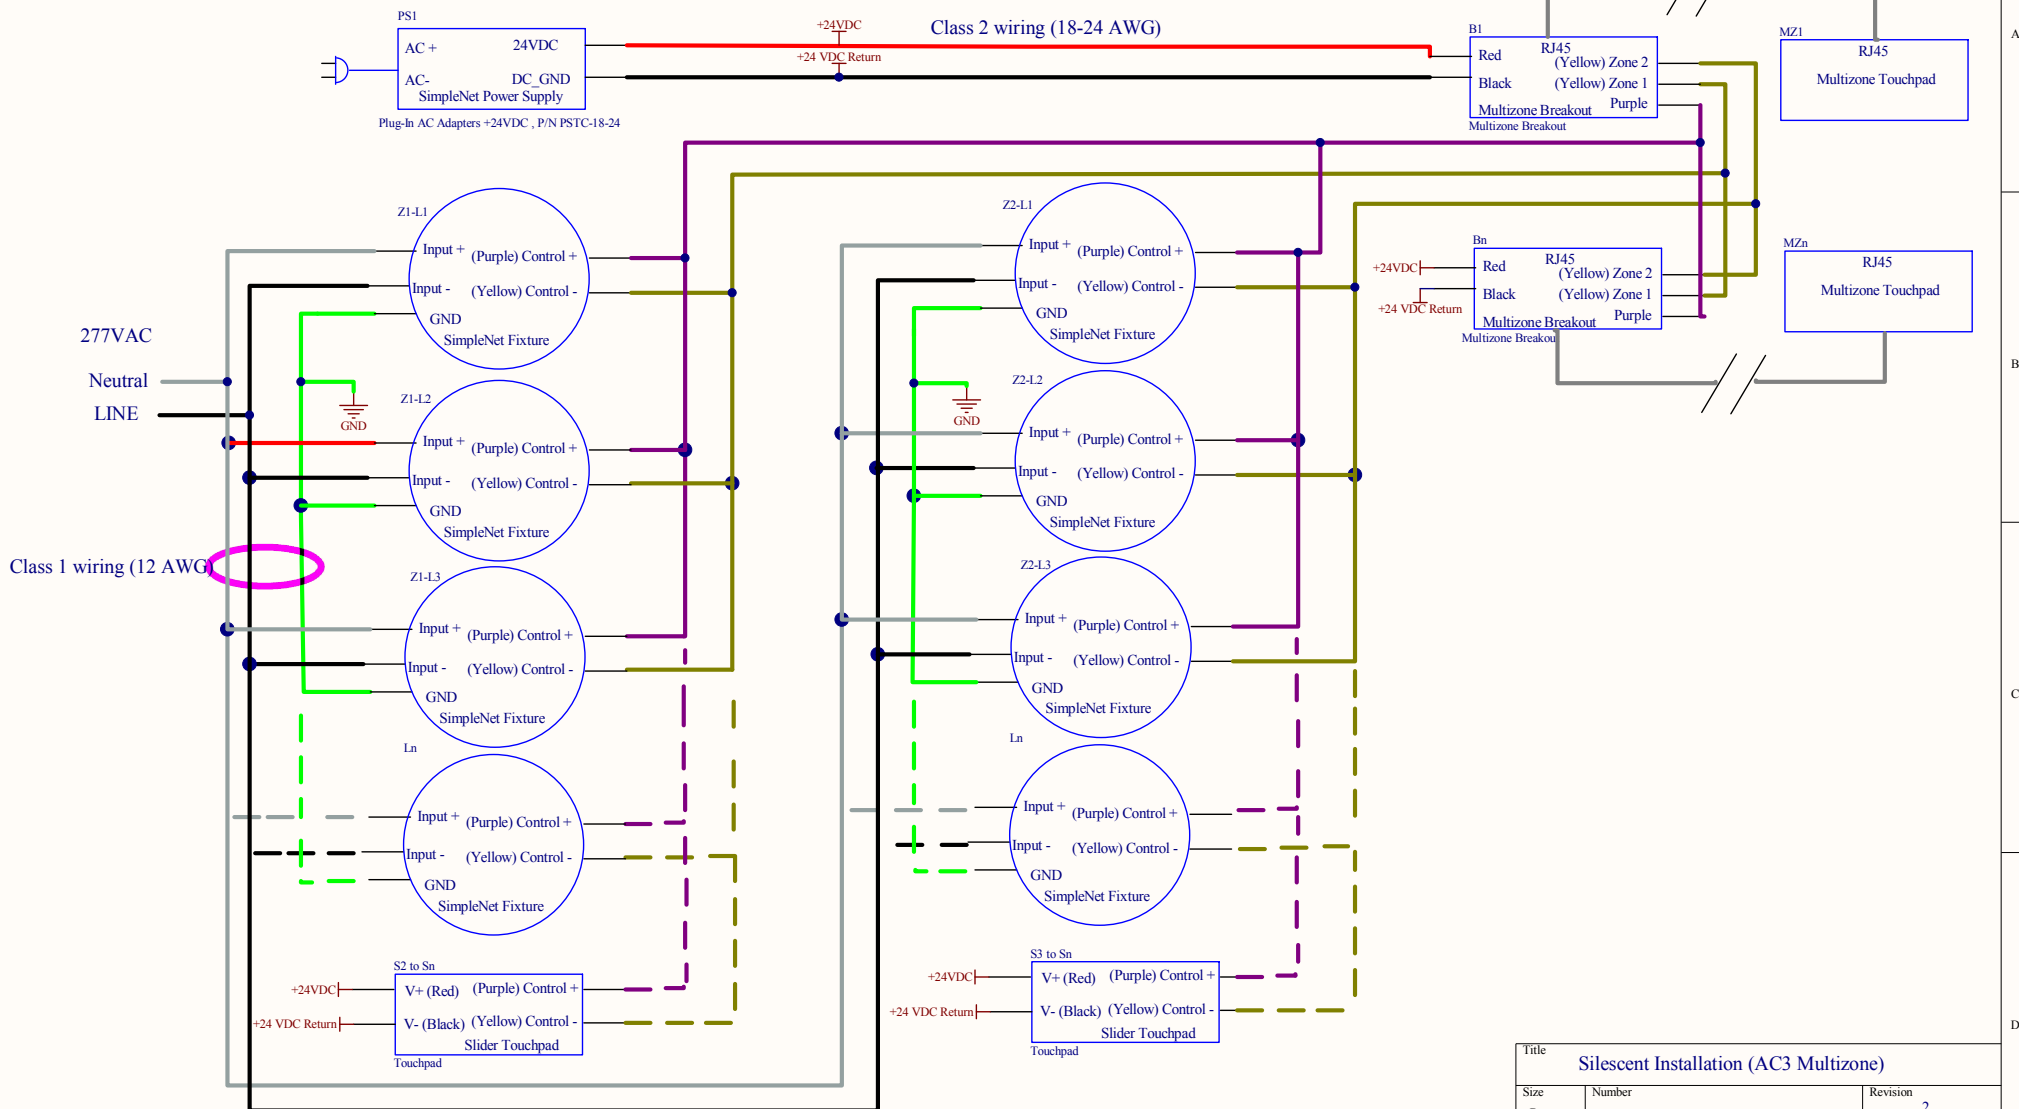 PS1
AC +
24VDC
AC-
DC_GND
SimpleNet Power Supply
Plug-In AC Adapters +24VDC , P/N PSTC-18-24
+24VDC
+24 VDC Return
Class 2 wiring (18-24 AWG)
B1
Red
RJ45
(Yellow) Zone 2
Black
(Yellow) Zone 1
Purple
Multizone Breakout
Multizone Breakout
MZ1
RJ45
Multizone Touchpad
A
Z1-L1
Input +
(Purple) Control +
Input -
(Yellow) Control -
GND
SimpleNet Fixture
Z2-L1
Input +
(Purple) Control +
Input -
(Yellow) Control -
GND
SimpleNet Fixture
Bn
+24VDC
Red
RJ45
(Yellow) Zone 2
Black
(Yellow) Zone 1
+24 VDC Return
Purple
Multizone Breakout
Multizone Breakou
MZn
RJ45
Multizone Touchpad
277VAC
Neutral
LINE
GND
B
Z1-L2
Input +
(Purple) Control +
Input -
(Yellow) Control -
GND
SimpleNet Fixture
GND
Z2-L2
Input +
(Purple) Control +
Input -
(Yellow) Control -
GND
SimpleNet Fixture
Class 1 wiring (12 AWG)
Z1-L3
Input +
(Purple) Control +
Input -
(Yellow) Control -
GND
SimpleNet Fixture
Z2-L3
Input +
(Purple) Control +
Input -
(Yellow) Control -
GND
SimpleNet Fixture
C
Ln
Input +
(Purple) Control +
Input -
(Yellow) Control -
GND
SimpleNet Fixture
Ln
Input +
(Purple) Control +
Input -
(Yellow) Control -
GND
SimpleNet Fixture
S2 to Sn
+24VDC
V+ (Red)
(Purple) Control +
+24 VDC Return
V- (Black)
(Yellow) Control -
Slider Touchpad
Touchpad
S3 to Sn
+24VDC
V+ (Red)
(Purple) Control +
+24 VDC Return
V- (Black)
(Yellow) Control -
Slider Touchpad
Touchpad
D
Title
Silescent Installation (AC3 Multizone)
Size
Number
Revision
2